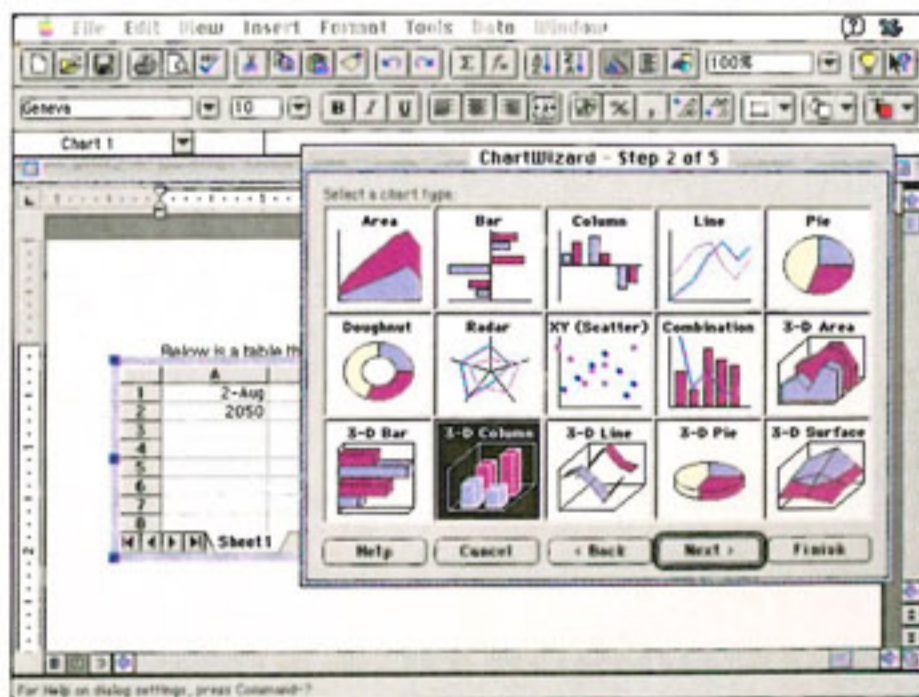 File Edit View Insert Format Tools Data Window
100%
Geneva 10 B I U % ,
Chart 1
ChartWizard - Step 2 of 5
Select a chart type:
Area Bar Column Line Pie
Doughnut Radar XY (Scatter) Combination 3-D Area
3-D Bar 3-D Column 3-D Line 3-D Pie 3-D Surface
Help Cancel < Back Next > Finish
Below is a table th
A
1 2-Aug
2 2050
3
4
5
6
7
8
Sheet1
For Help on dialog settings, press Command-?